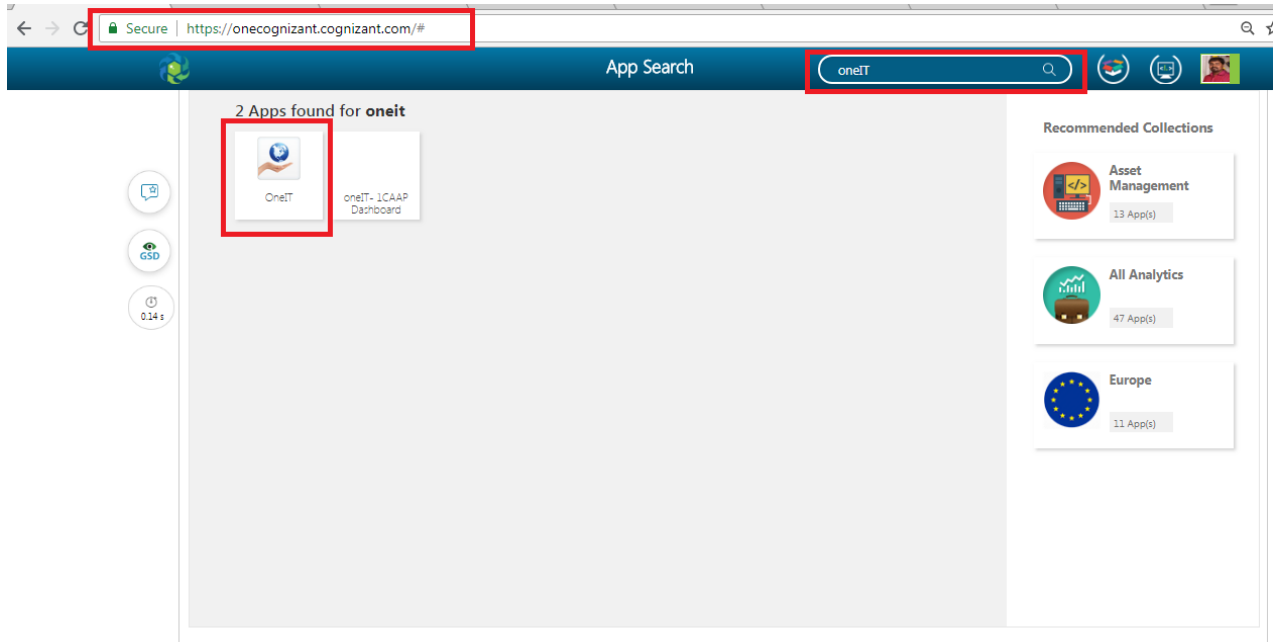 Secure https://onecognizant.cognizant.com/#
App Search
oneIT
2 Apps found for oneit
OneIT
oneIT- 1CAAP
Dashboard
GSD
0.14 s
Recommended Collections
Asset
Management
13 App(s)
All Analytics
47 App(s)
Europe
11 App(s)